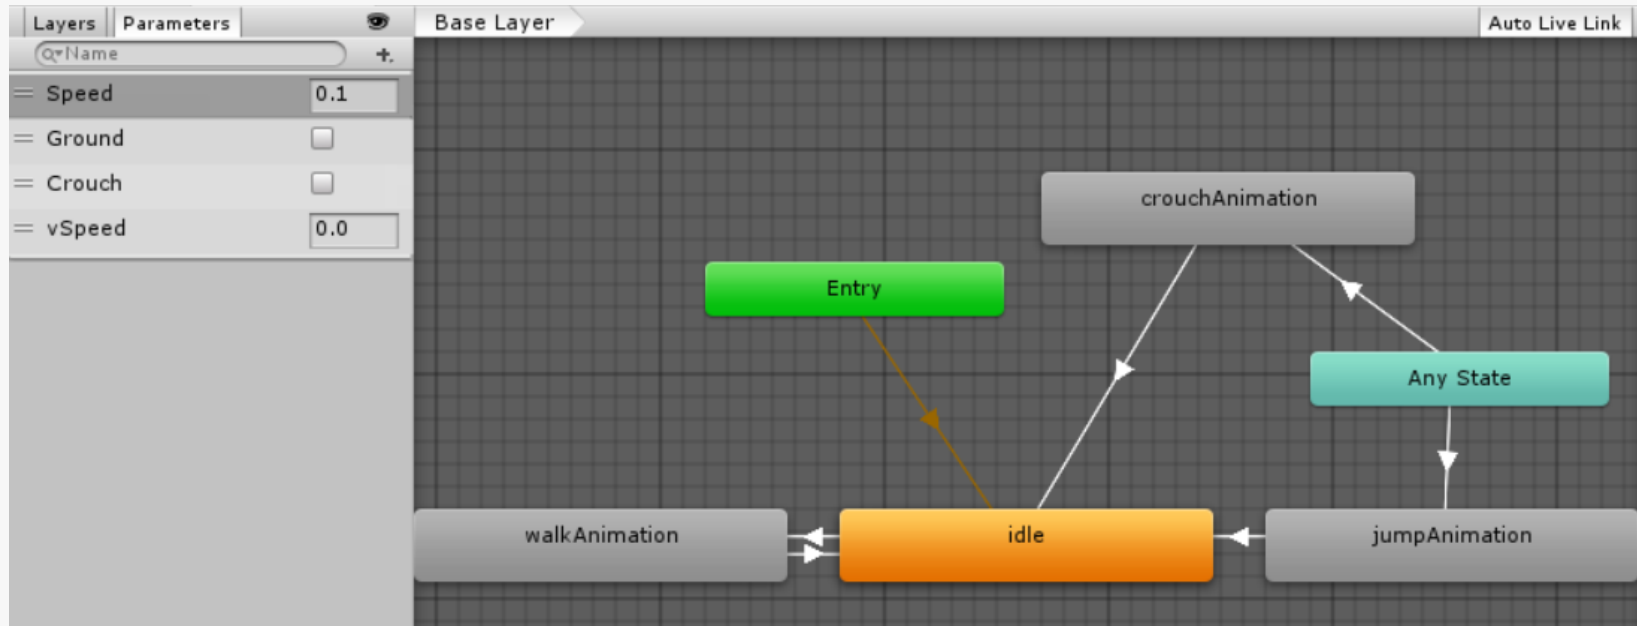 Layers Parameters
Base Layer
Auto Live Link
Name
Speed 0.1
Ground
Crouch
vSpeed 0.0
crouchAnimation
Entry
Any State
walkAnimation
idle
jumpAnimation